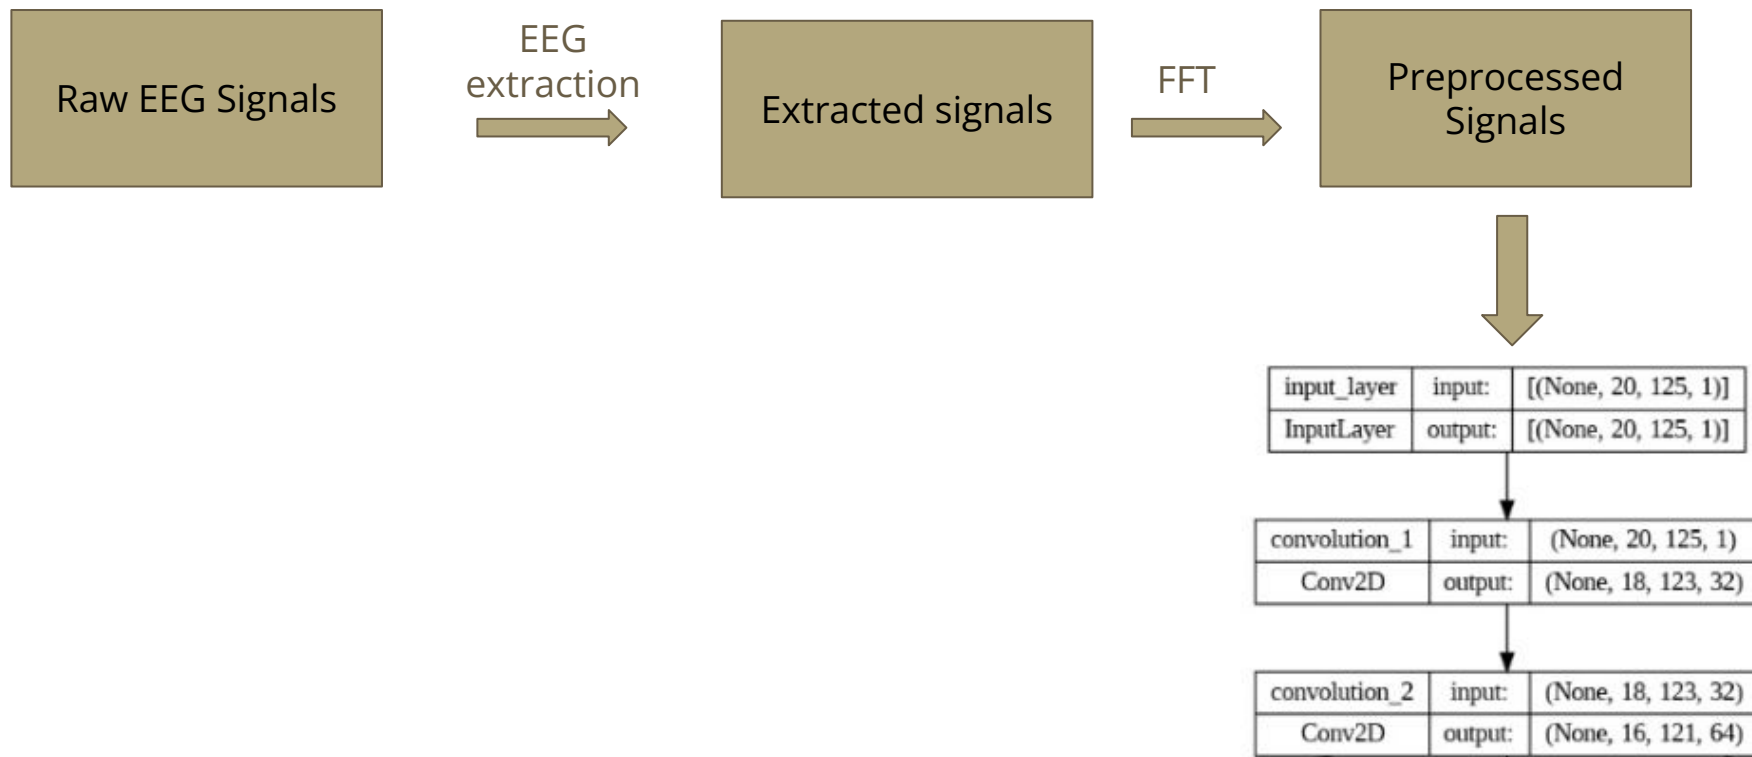 Raw EEG Signals
EEG
extraction
Extracted signals
FFT
Preprocessed
Signals
input_layer input: [(None, 20, 125, 1)]
InputLayer output: [(None, 20, 125, 1)]
convolution_1 input: (None, 20, 125, 1)
Conv2D output: (None, 18, 123, 32)
convolution_2 input: (None, 18, 123, 32)
Conv2D output: (None, 16, 121, 64)